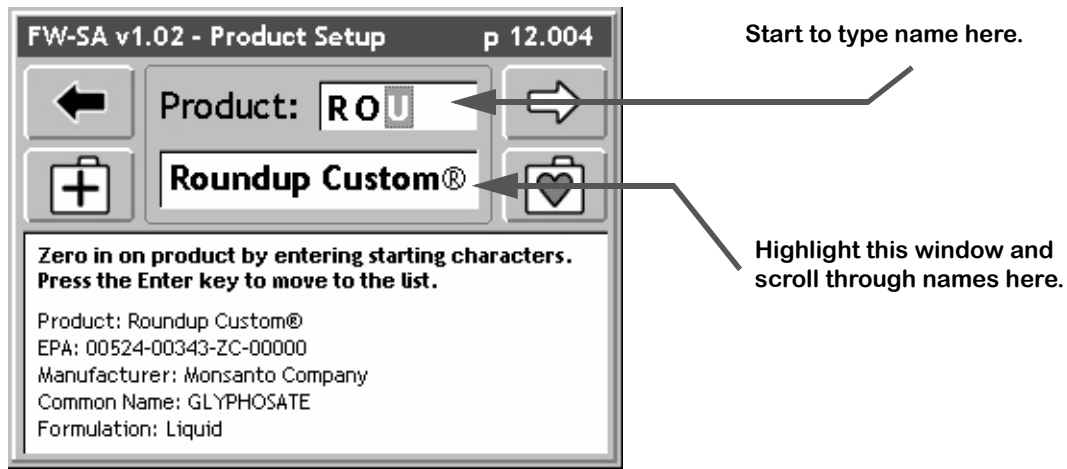 FW-SA v1.02 - Product Setup p 12.004
Start to type name here.
Product: ROU
Roundup Custom®
Highlight this window and
scroll through names here.
Zero in on product by entering starting characters.
Press the Enter key to move to the list.
Product: Roundup Custom®
EPA: 00524-00343-ZC-00000
Manufacturer: Monsanto Company
Common Name: GLYPHOSATE
Formulation: Liquid